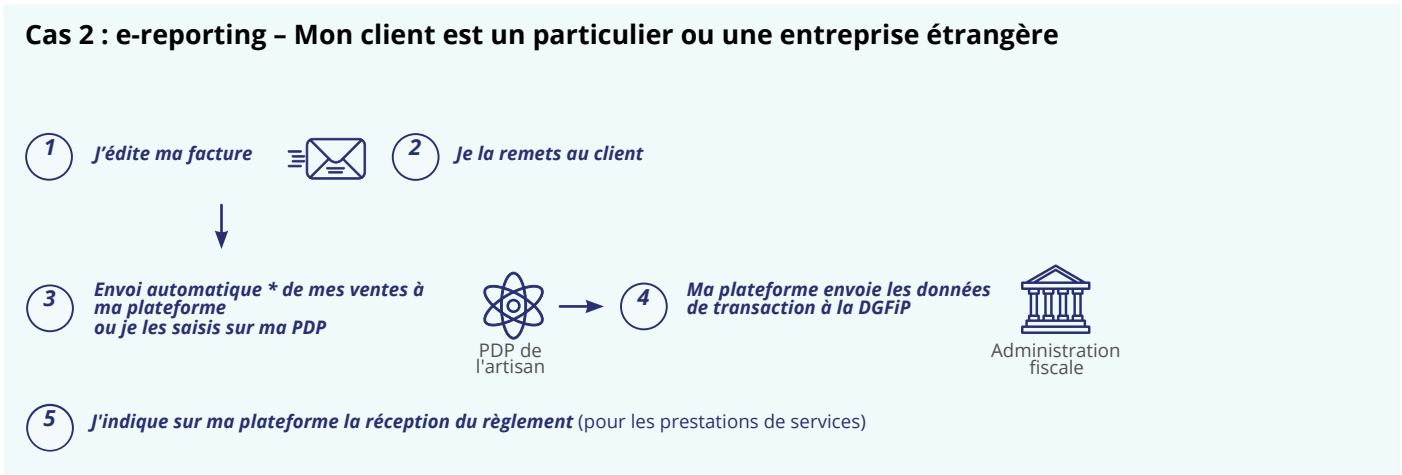 Cas 2 : e-reporting – Mon client est un particulier ou une entreprise étrangère
1
J’édite ma facture
2
Je la remets au client
3
Envoi automatique * de mes ventes à
ma plateforme
ou je les saisis sur ma PDP
PDP de
l'artisan
4
Ma plateforme envoie les données
de transaction à la DGFiP
Administration
fiscale
5
J'indique sur ma plateforme la réception du règlement (pour les prestations de services)